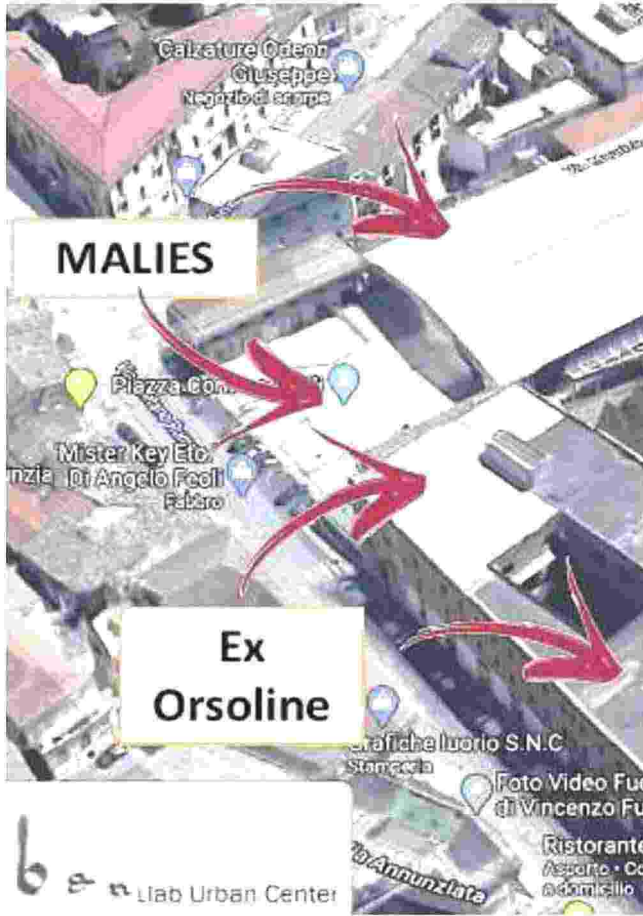 Calzature Odeon
Giuseppe
Negozio di scarpe
MALIES
Piazza
Mister Key Etc.
Di Angelo Feoli
Fabbro
Ex
Orsoline
Grafiche Iuorio S.N.C
Stamperia
Foto Video
di Vincenzo
Ristorante
Asporto
a domicilio
Annunziata
Urban Center